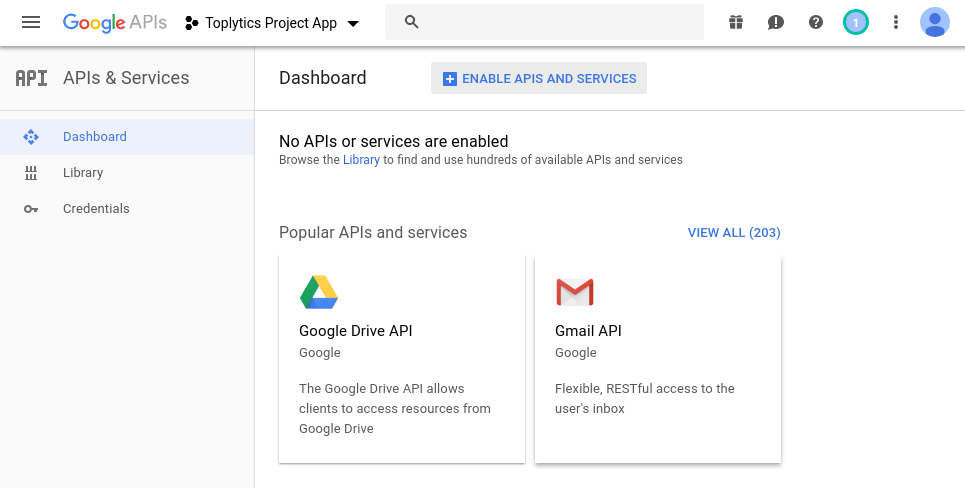 Google APIs
Toplytics Project App
1
API
APIs & Services
Dashboard
ENABLE APIS AND SERVICES
Dashboard
Library
Credentials
No APIs or services are enabled
Browse the Library to find and use hundreds of available APIs and services
Popular APIs and services
VIEW ALL (203)
Google Drive API
Google
The Google Drive API allows
clients to access resources from
Google Drive
Gmail API
Google
Flexible, RESTful access to the
user's inbox